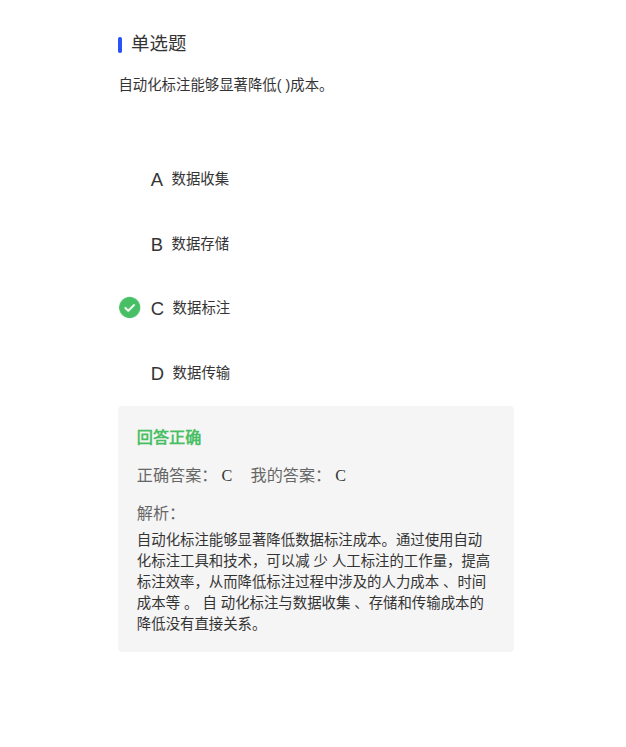 单选题
自动化标注能够显著降低( )成本。
A 数据收集
B 数据存储
C 数据标注
D 数据传输
回答正确
正确答案： C 我的答案： C
解析：
自动化标注能够显著降低数据标注成本。通过使用自动
化标注工具和技术，可以减 少 人工标注的工作量，提高
标注效率，从而降低标注过程中涉及的人力成本 、时间
成本等 。 自 动化标注与数据收集 、存储和传输成本的
降低没有直接关系。